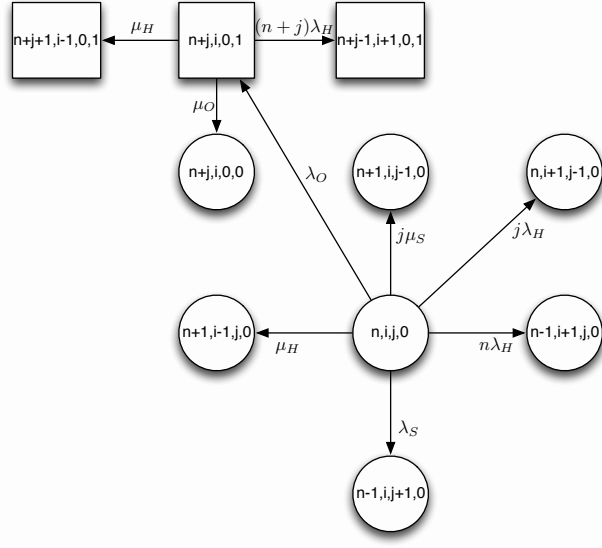 n+j+1,i-1,0,1
μ_H
n+j,i,0,1
(n + j)λ_H
n+j-1,i+1,0,1
μ_O
n+j,i,0,0
λ_O
n+1,i,j-1,0
n,i+1,j-1,0
jμ_S
jλ_H
n+1,i-1,j,0
μ_H
n,i,j,0
nλ_H
n-1,i+1,j,0
λ_S
n-1,i,j+1,0